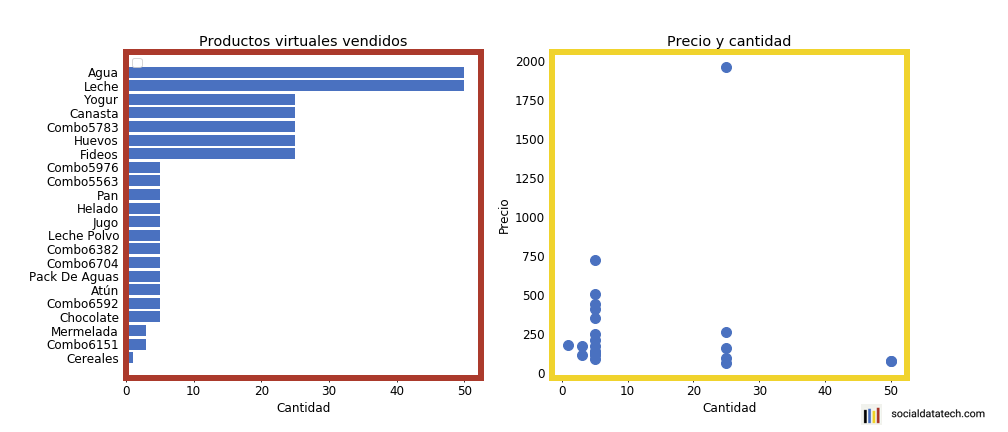 Productos virtuales vendidos
Agua
Leche
Yogur
Canasta
Combo5783
Huevos
Fideos
Combo5976
Combo5563
Pan
Helado
Jugo
Leche Polvo
Combo6382
Combo6704
Pack De Aguas
Atún
Combo6592
Chocolate
Mermelada
Combo6151
Cereales
0 10 20 30 40 50
Cantidad
Precio y cantidad
2000
1750
1500
1250
1000
750
500
250
0
Precio
0 10 20 30 40 50
Cantidad
socialdatatech.com